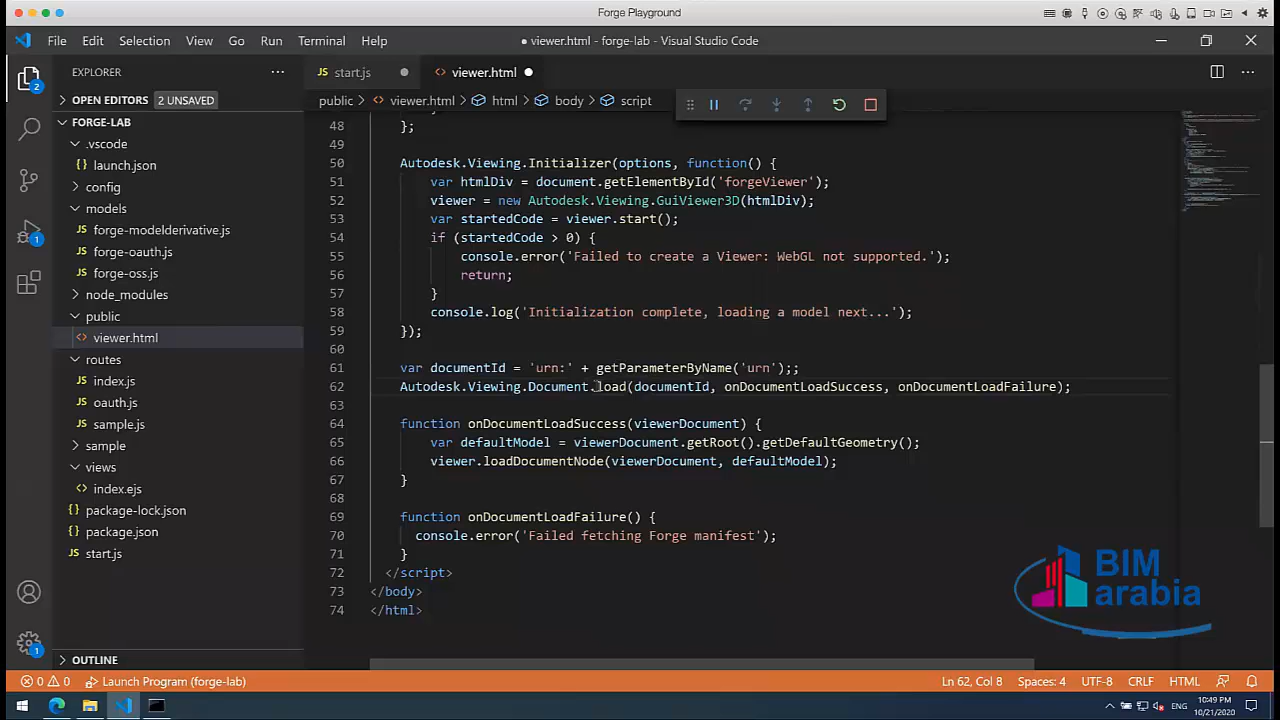 Forge Playground
File Edit Selection View Go Run Terminal Help
● viewer.html - forge-lab - Visual Studio Code
EXPLORER
OPEN EDITORS 2 UNSAVED
FORGE-LAB
.vscode
launch.json
config
models
forge-modelderivative.js
forge-oauth.js
forge-oss.js
node_modules
public
viewer.html
routes
index.js
oauth.js
sample.js
sample
views
index.ejs
package-lock.json
package.json
start.js
OUTLINE
JS start.js ● <> viewer.html ●
public > <> viewer.html > html > body > script
48 };
49
50 Autodesk.Viewing.Initializer(options, function() {
51 var htmlDiv = document.getElementById('forgeViewer');
52 viewer = new Autodesk.Viewing.GuiViewer3D(htmlDiv);
53 var startedCode = viewer.start();
54 if (startedCode > 0) {
55 console.error('Failed to create a Viewer: WebGL not supported.');
56 return;
57 }
58 console.log('Initialization complete, loading a model next...');
59 });
60
61 var documentId = 'urn:' + getParameterByName('urn');;
62 Autodesk.Viewing.Document.load(documentId, onDocumentLoadSuccess, onDocumentLoadFailure);
63
64 function onDocumentLoadSuccess(viewerDocument) {
65 var defaultModel = viewerDocument.getRoot().getDefaultGeometry();
66 viewer.loadDocumentNode(viewerDocument, defaultModel);
67 }
68
69 function onDocumentLoadFailure() {
70 console.error('Failed fetching Forge manifest');
71 }
72 </script>
73 </body>
74 </html>
BIM
arabia
0 0 Launch Program (forge-lab) Ln 62, Col 8 Spaces: 4 UTF-8 CRLF HTML
ENG 10:49 PM
10/21/2020